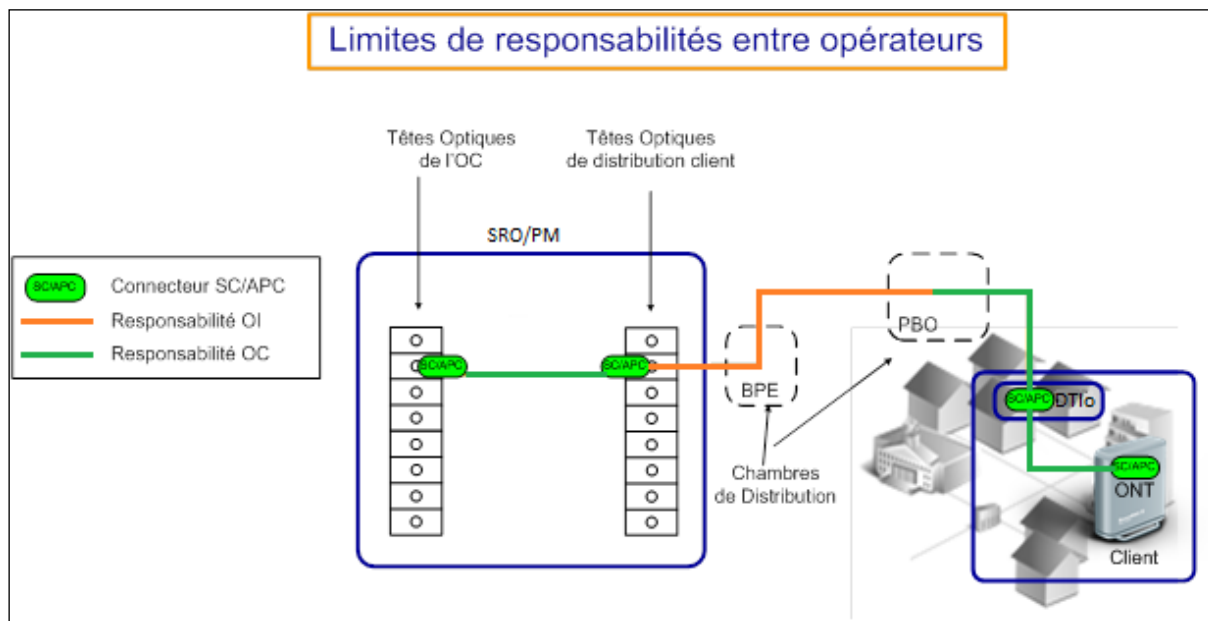 Limites de responsabilités entre opérateurs
Têtes Optiques
de l'OC
Têtes Optiques
de distribution client
SRO/PM
SC/APC
Connecteur SC/APC
Responsabilité OI
Responsabilité OC
SC/APC
SC/APC
BPE
PBO
Chambres
de Distribution
SC/APC
DTIo
SC/APC
ONT
Client